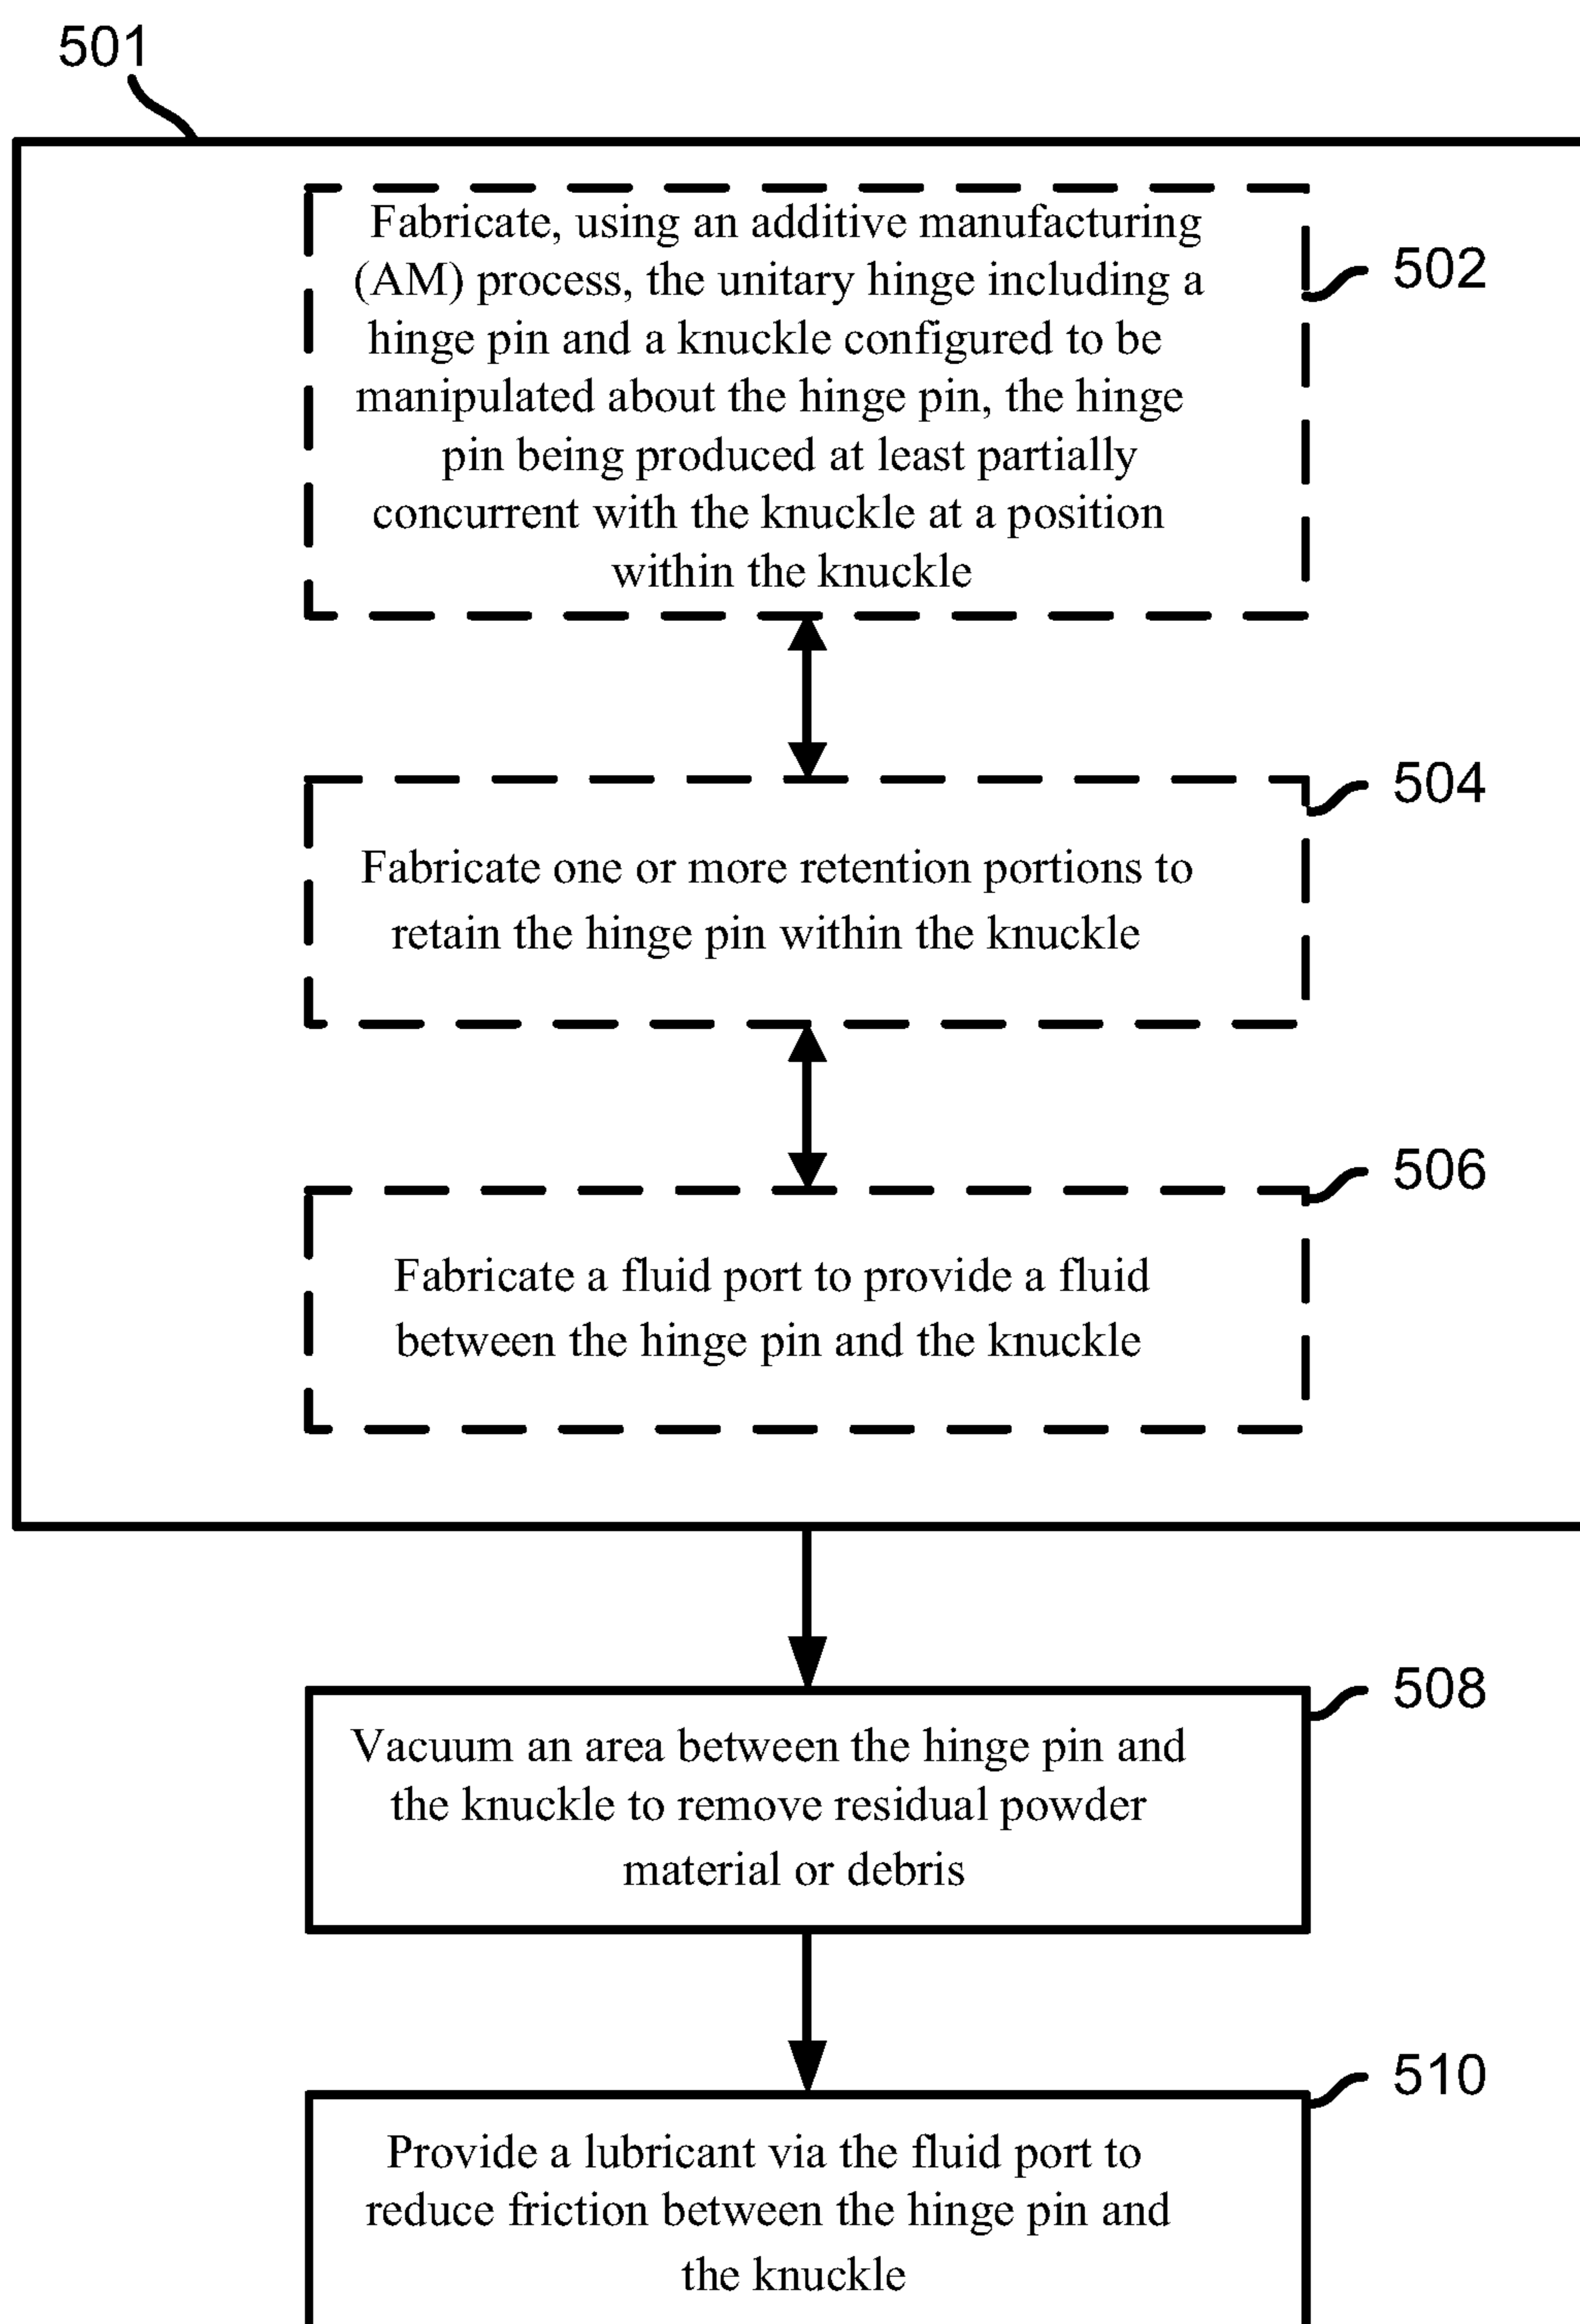 501
Fabricate, using an additive manufacturing
(AM) process, the unitary hinge including a
hinge pin and a knuckle configured to be
manipulated about the hinge pin, the hinge
pin being produced at least partially
concurrent with the knuckle at a position
within the knuckle
502
Fabricate one or more retention portions to
retain the hinge pin within the knuckle
504
Fabricate a fluid port to provide a fluid
between the hinge pin and the knuckle
506
Vacuum an area between the hinge pin and
the knuckle to remove residual powder
material or debris
508
Provide a lubricant via the fluid port to
reduce friction between the hinge pin and
the knuckle
510